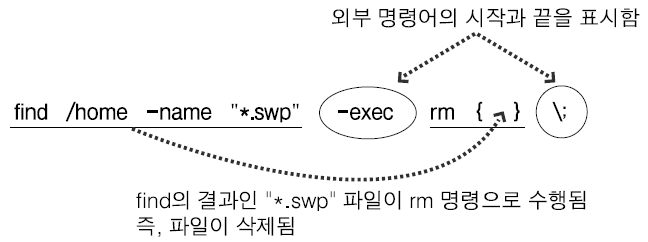 외부 명령어의 시작과 끝을 표시함
find /home -name "*.swp" -exec rm { } \;
find의 결과인 "*.swp" 파일이 rm 명령으로 수행됨
즉, 파일이 삭제됨